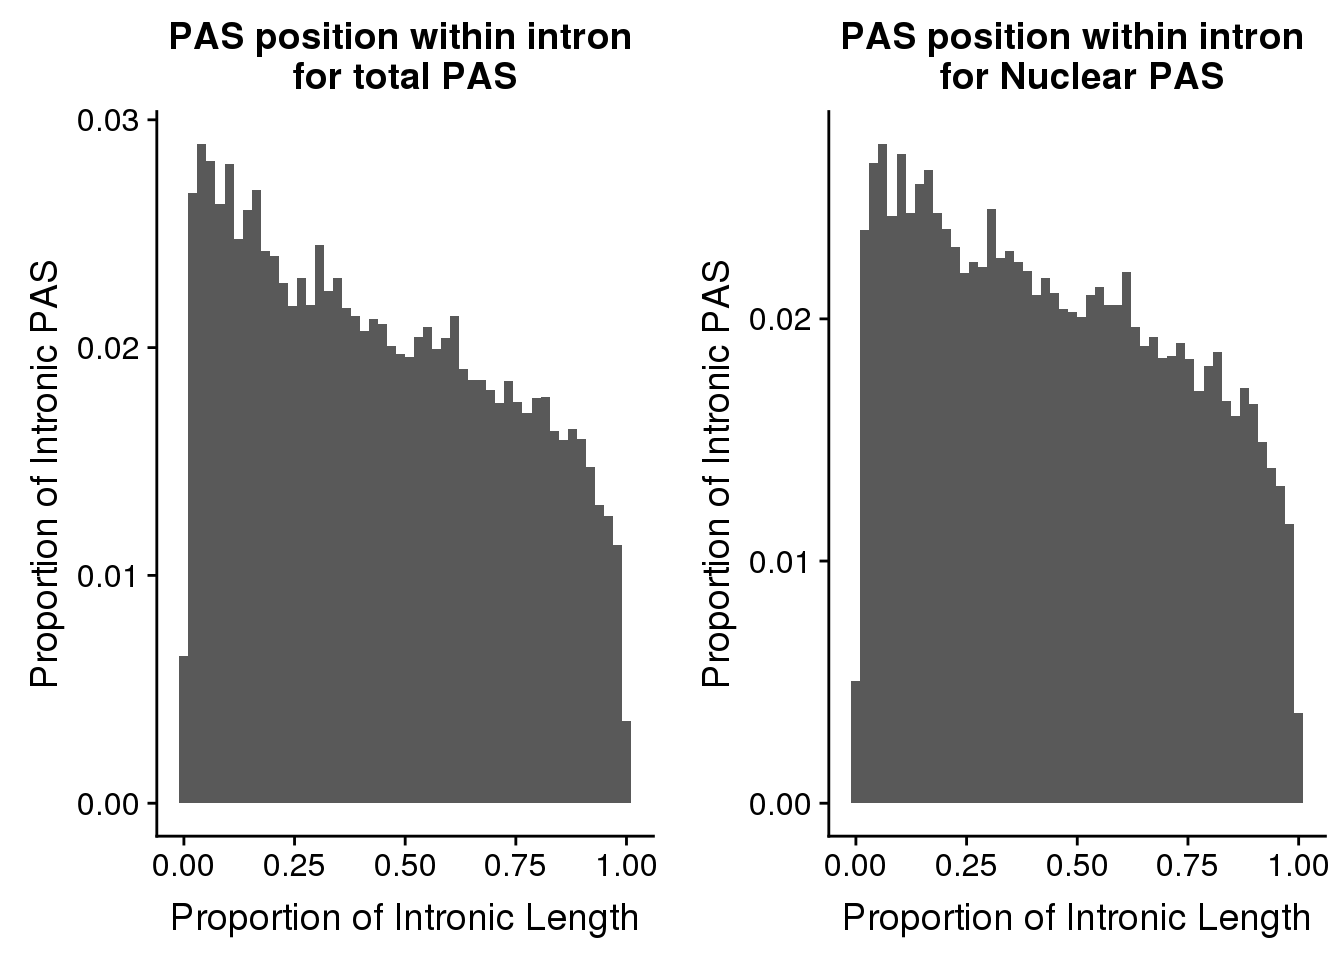 PAS position within intron
for total PAS
Proportion of Intronic PAS
0.03
0.02
0.01
0.00
0.00 0.25 0.50 0.75 1.00
Proportion of Intronic Length
PAS position within intron
for Nuclear PAS
Proportion of Intronic PAS
0.02
0.01
0.00
0.00 0.25 0.50 0.75 1.00
Proportion of Intronic Length